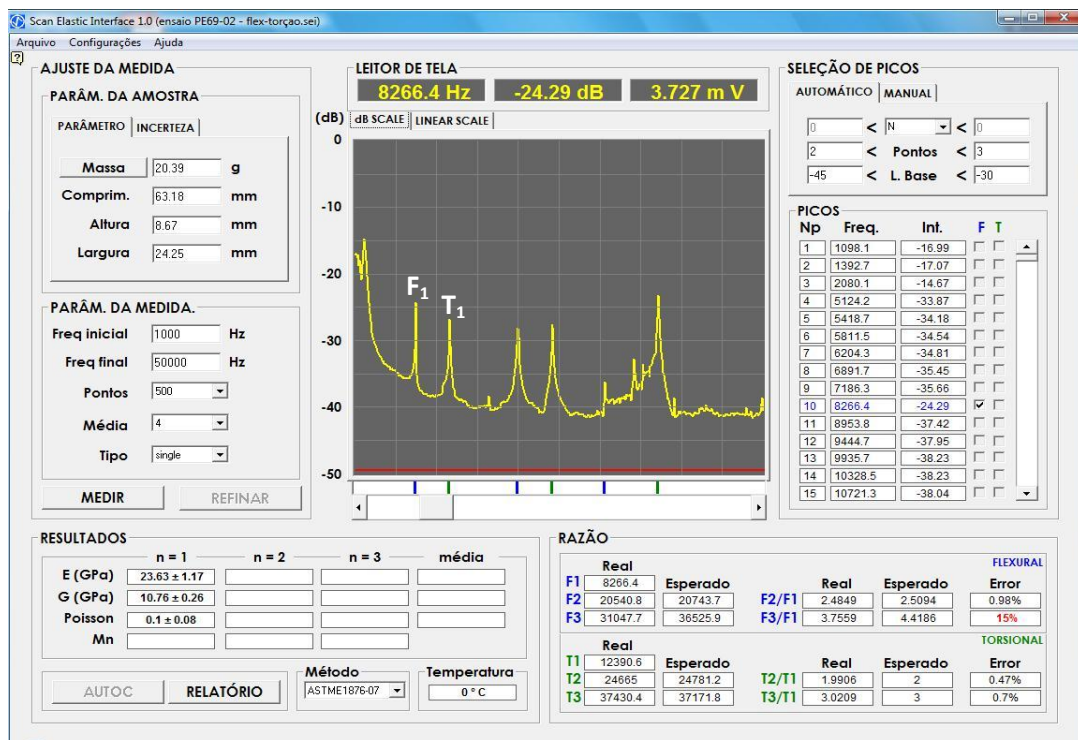 Scan Elastic Interface 1.0 (ensaio PE69-02 - flex-torçao.sei)
Arquivo Configurações Ajuda
?
AJUSTE DA MEDIDA
PARÂM. DA AMOSTRA
PARÂMETRO INCERTEZA
Massa 20.39 g
Comprim. 63.18 mm
Altura 8.67 mm
Largura 24.25 mm
PARÂM. DA MEDIDA.
Freq inicial 1000 Hz
Freq final 50000 Hz
Pontos 500
Média 4
Tipo single
MEDIR REFINAR
LEITOR DE TELA
8266.4 Hz -24.29 dB 3.727 m V
(dB) dB SCALE LINEAR SCALE
0
-10
-20
-30
-40
-50
F1
T1
SELEÇÃO DE PICOS
AUTOMÁTICO MANUAL
0 < N < 0
2 < Pontos < 3
-45 < L. Base < -30
PICOS
Np Freq. Int. F T
1 1098.1 -16.99
2 1392.7 -17.07
3 2080.1 -14.67
4 5124.2 -33.87
5 5418.7 -34.18
6 5811.5 -34.54
7 6204.3 -34.81
8 6891.7 -35.45
9 7186.3 -35.66
10 8266.4 -24.29
11 8953.8 -37.42
12 9444.7 -37.95
13 9935.7 -38.23
14 10328.5 -38.23
15 10721.3 -38.04
RESULTADOS
n = 1 n = 2 n = 3 média
E (GPa) 23.63 ± 1.17
G (GPa) 10.76 ± 0.26
Poisson 0.1 ± 0.08
Mn
AUTOC RELATÓRIO
Método
ASTME1876-07
Temperatura
0 º C
RAZÃO
FLEXURAL
Real
F1 8266.4 Esperado Real Esperado Error
F2 20540.8 20743.7 F2/F1 2.4849 2.5094 0.98%
F3 31047.7 36525.9 F3/F1 3.7559 4.4186 15%
TORSIONAL
Real
T1 12390.6 Esperado Real Esperado Error
T2 24665 24781.2 T2/T1 1.9906 2 0.47%
T3 37430.4 37171.8 T3/T1 3.0209 3 0.7%